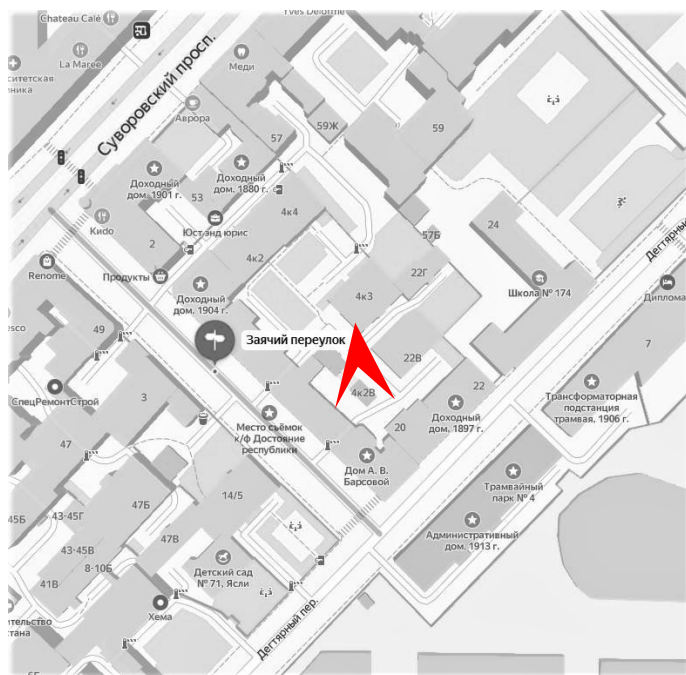 Chateau Café
Yves Delorme
La Marée
Суворовский просп.
Меди
Аврора
57
59Ж
59
Доходный
дом. 1901 г.
Доходный
дом. 1880 г.
53
Юст энд юрис
4к4
Kиdo
2
4к2
57Б
24
Renome
Продукты
Доходный
дом. 1904 г.
22Г
4к3
Школа № 174
Дегтярный
Диплома
49
Заячий переулок
22В
7
СпецРемонтСтрой
3
4к2В
22
Трансформаторная
подстанция
трамвая, 1906 г.
Место съёмок
к/ф Достояние
республики
Доходный
дом. 1897 г.
20
47
Дом А. В.
Барсовой
Трамвайный
парк № 4
14/5
47Б
45Б
43-45Г
47В
43-45В
Административный
дом. 1913 г.
8-10Б
41В
Детский сад
№ 71, Ясли
Хема
Дегтярный пер.